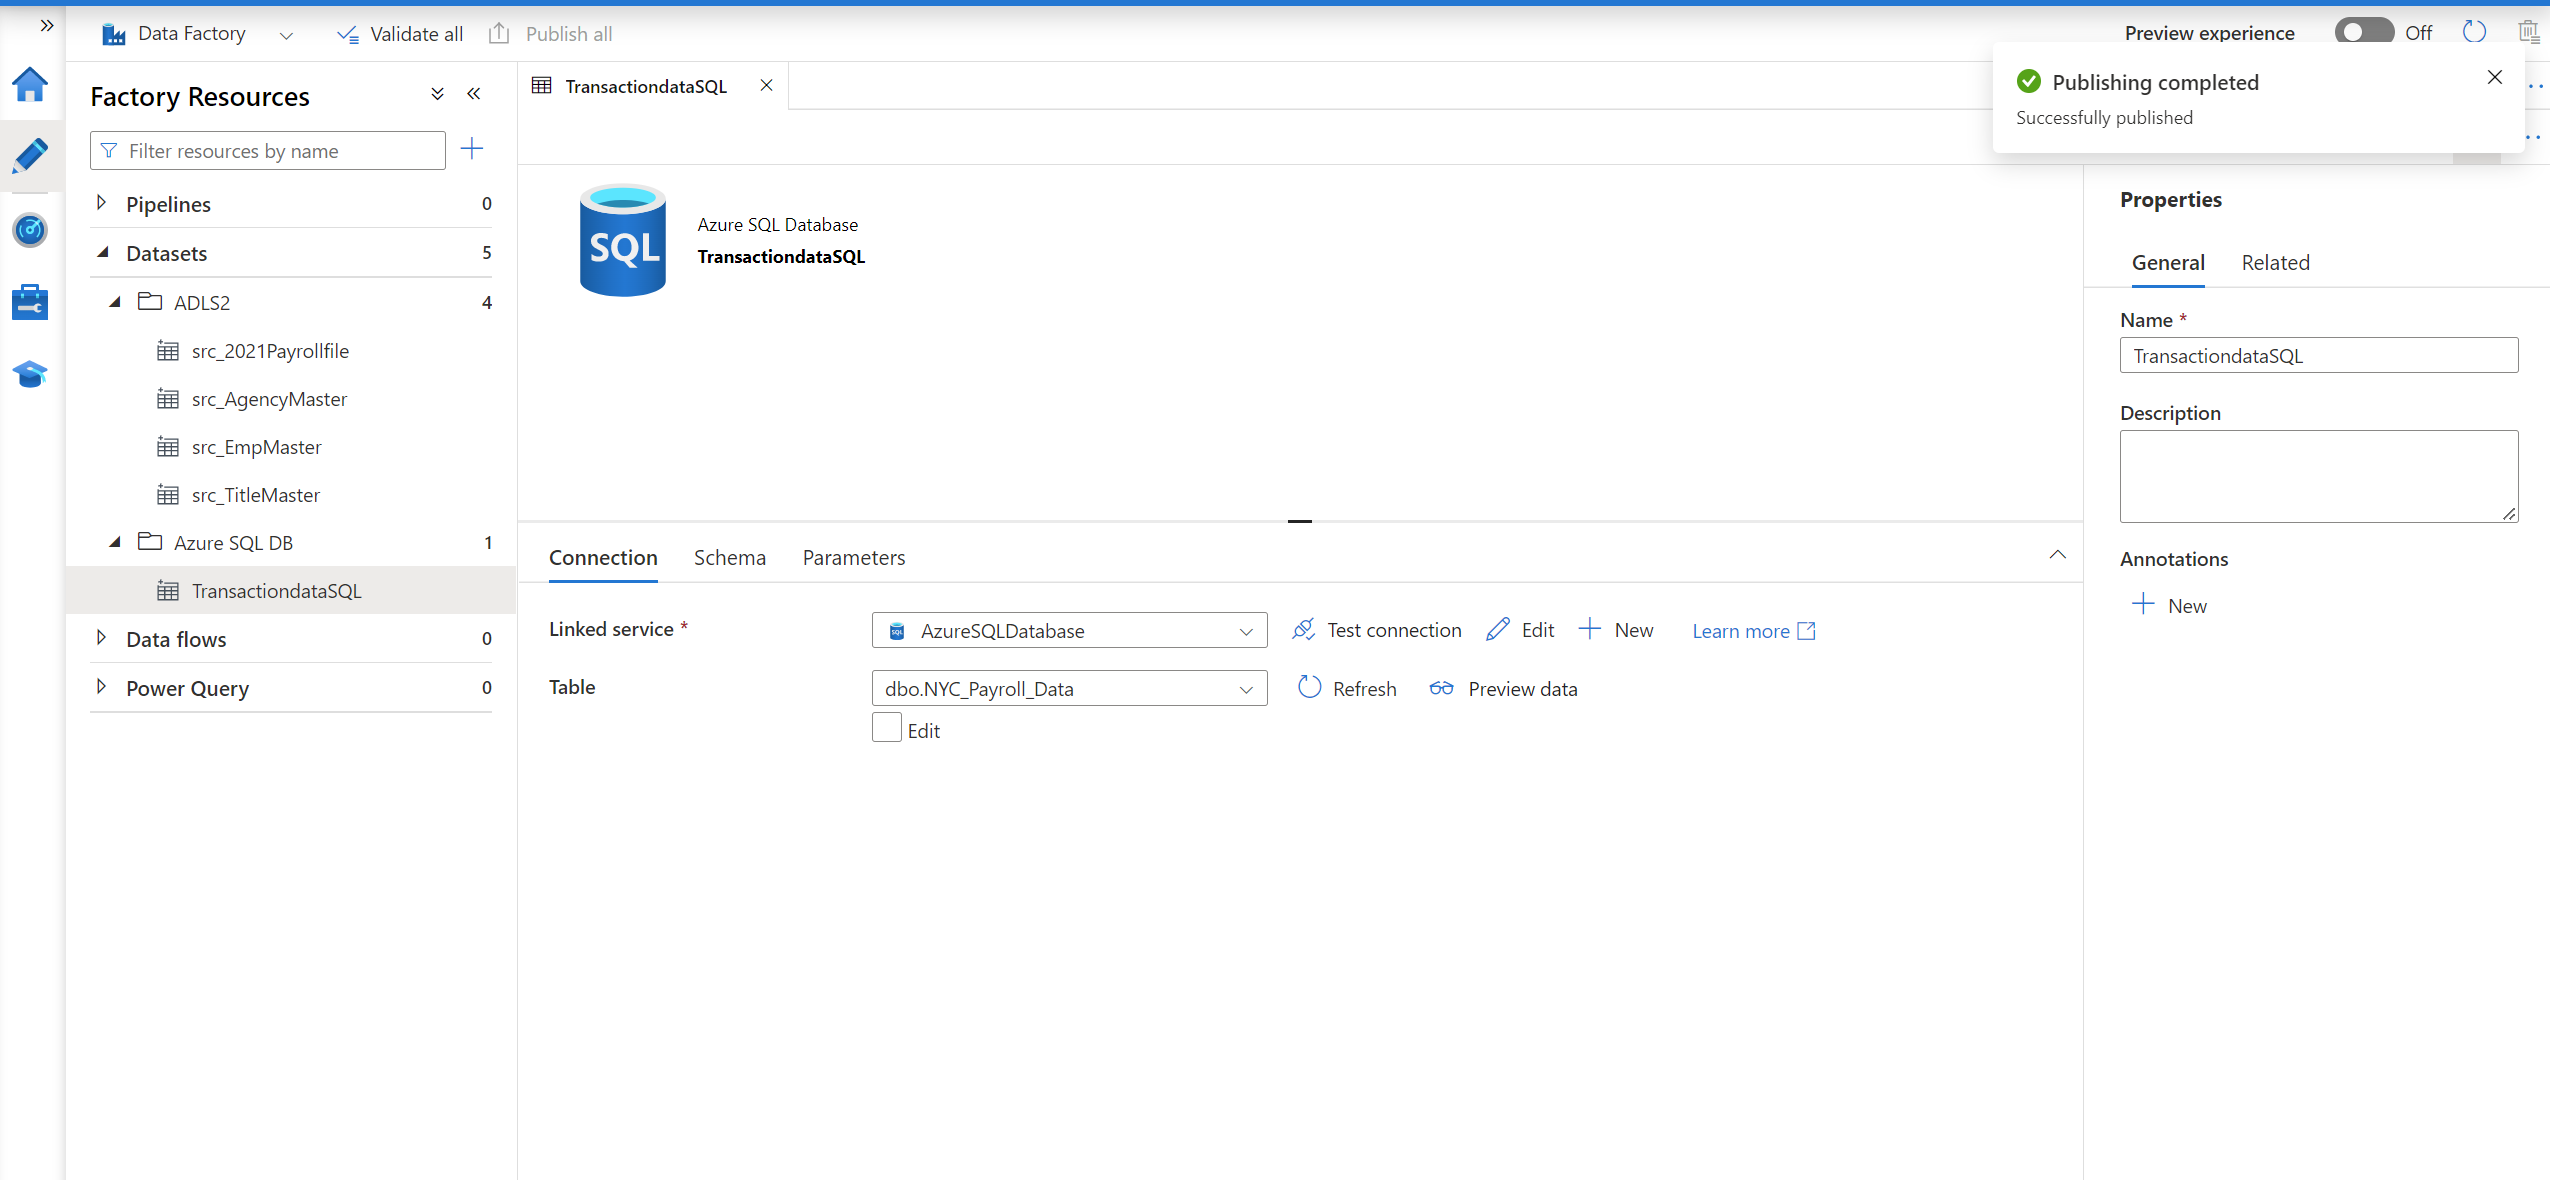 Data Factory
Validate all
Publish all
Preview experience
Off
Publishing completed
Successfully published
Factory Resources
Filter resources by name
Pipelines 0
Datasets 5
ADLS2 4
src_2021Payrollfile
src_AgencyMaster
src_EmpMaster
src_TitleMaster
Azure SQL DB 1
TransactiondataSQL
Data flows 0
Power Query 0
TransactiondataSQL
SQL
Azure SQL Database
TransactiondataSQL
Connection Schema Parameters
Linked service * SQL AzureSQLDatabase Test connection Edit New Learn more
Table dbo.NYC_Payroll_Data Refresh Preview data
Edit
Properties
General Related
Name *
TransactiondataSQL
Description
Annotations
New